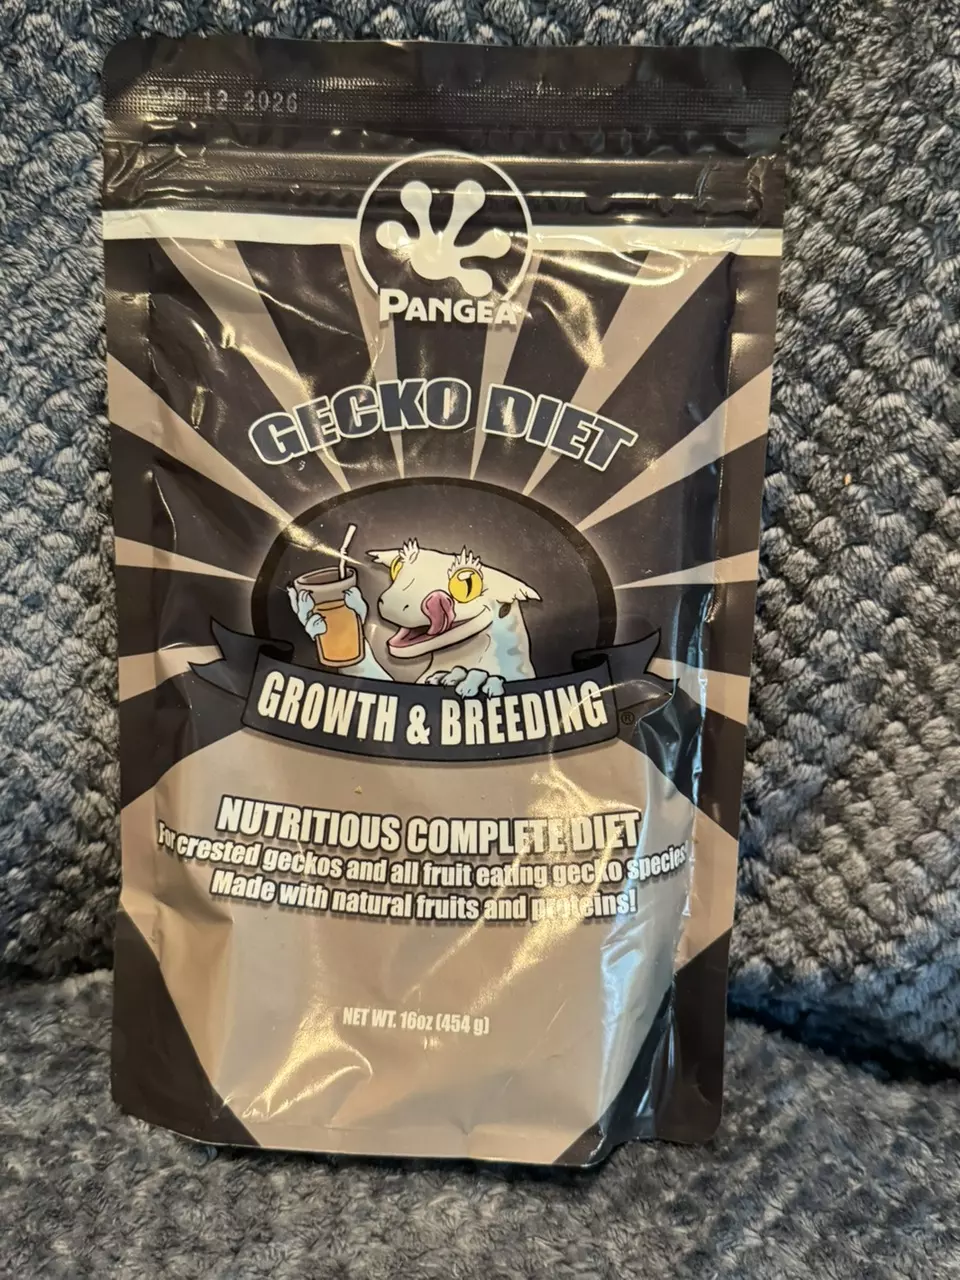 EXP 12 2026
PANGEA
GECKO DIET
GROWTH & BREEDING ®
NUTRITIOUS COMPLETE DIET
For crested geckos and all fruit eating gecko species!
Made with natural fruits and proteins!
NET WT. 16oz (454 g)